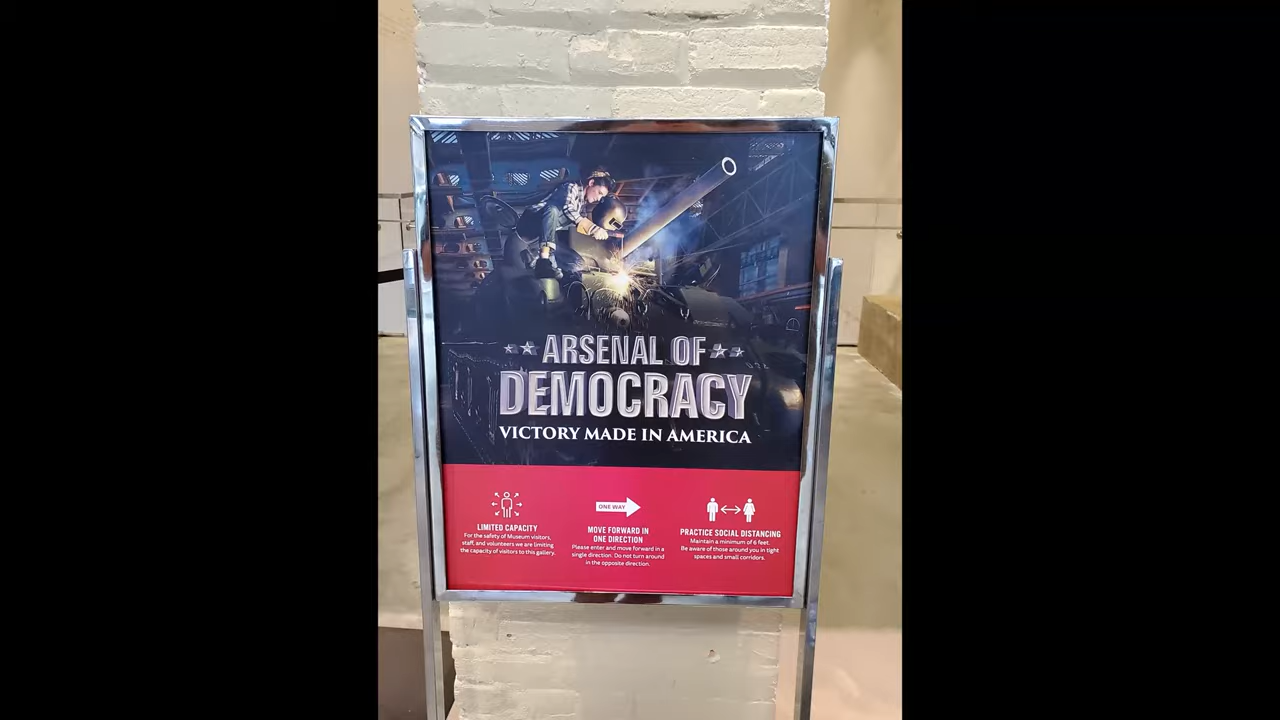 ARSENAL OF
DEMOCRACY
VICTORY MADE IN AMERICA
LIMITED CAPACITY
For the safety of Museum visitors,
staff, and volunteers we are limiting
the capacity of visitors to this gallery.
ONE WAY
MOVE FORWARD IN
ONE DIRECTION
Please enter and move forward in a
single direction. Do not turn around
in the opposite direction.
PRACTICE SOCIAL DISTANCING
Maintain a minimum of 6 feet.
Be aware of those around you in tight
spaces and small corridors.